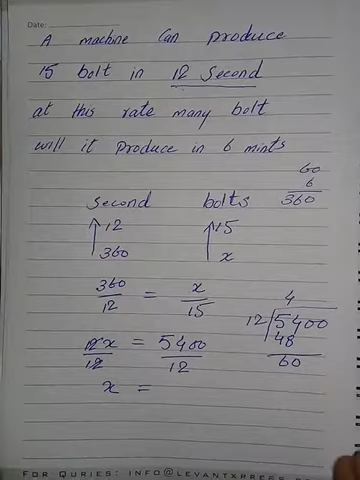 Date:
A machine Can produce
15 bolt in 12 Second
at this rate many bolt
will it Produce in 6 mints
60
6
360
second bolts
12 15
360 x
360/12 = x/15
12x/12 = 5400/12
x =
4
12 5400
48
60
FOR QURIES: INFO@LEVANTXPRESS.